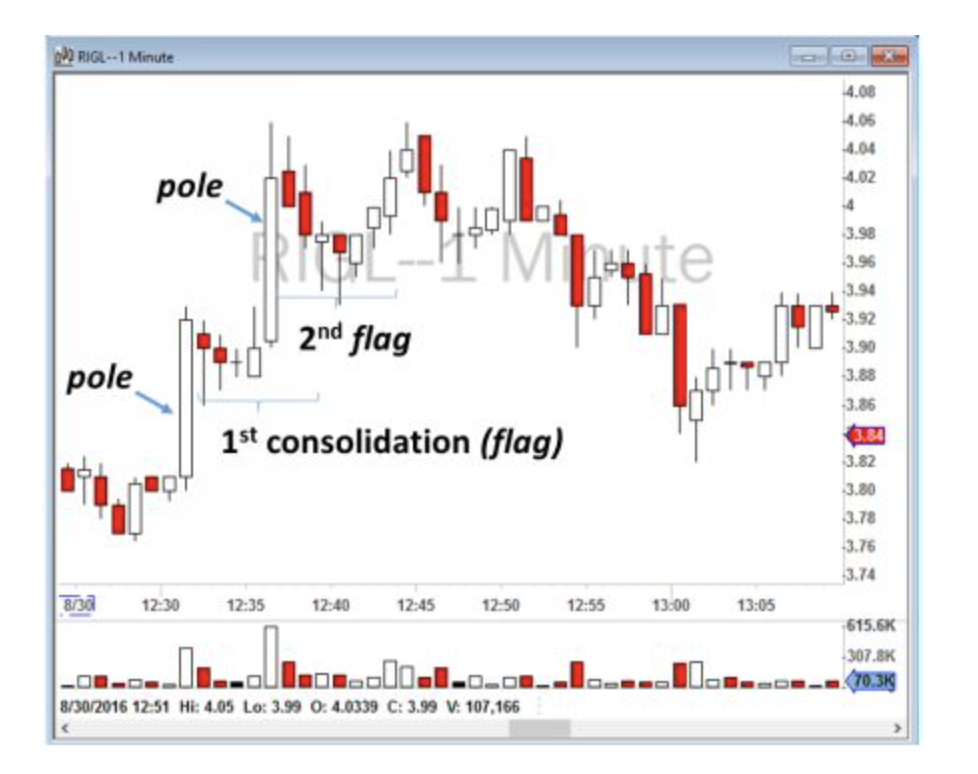 RIGL--1 Minute
4.08
4.06
4.04
pole
4.02
4
3.98
RIGL--1 Minute
3.96
3.94
2nd flag
3.92
3.90
pole
3.88
3.86
1st consolidation (flag)
3.84
3.82
3.80
3.78
3.76
3.74
8/30 12:30 12:35 12:40 12:45 12:50 12:55 13:00 13:05
615.6K
307.8K
70.3K
8/30/2016 12:51 Hi: 4.05 Lo: 3.99 O: 4.0339 C: 3.99 V: 107,166